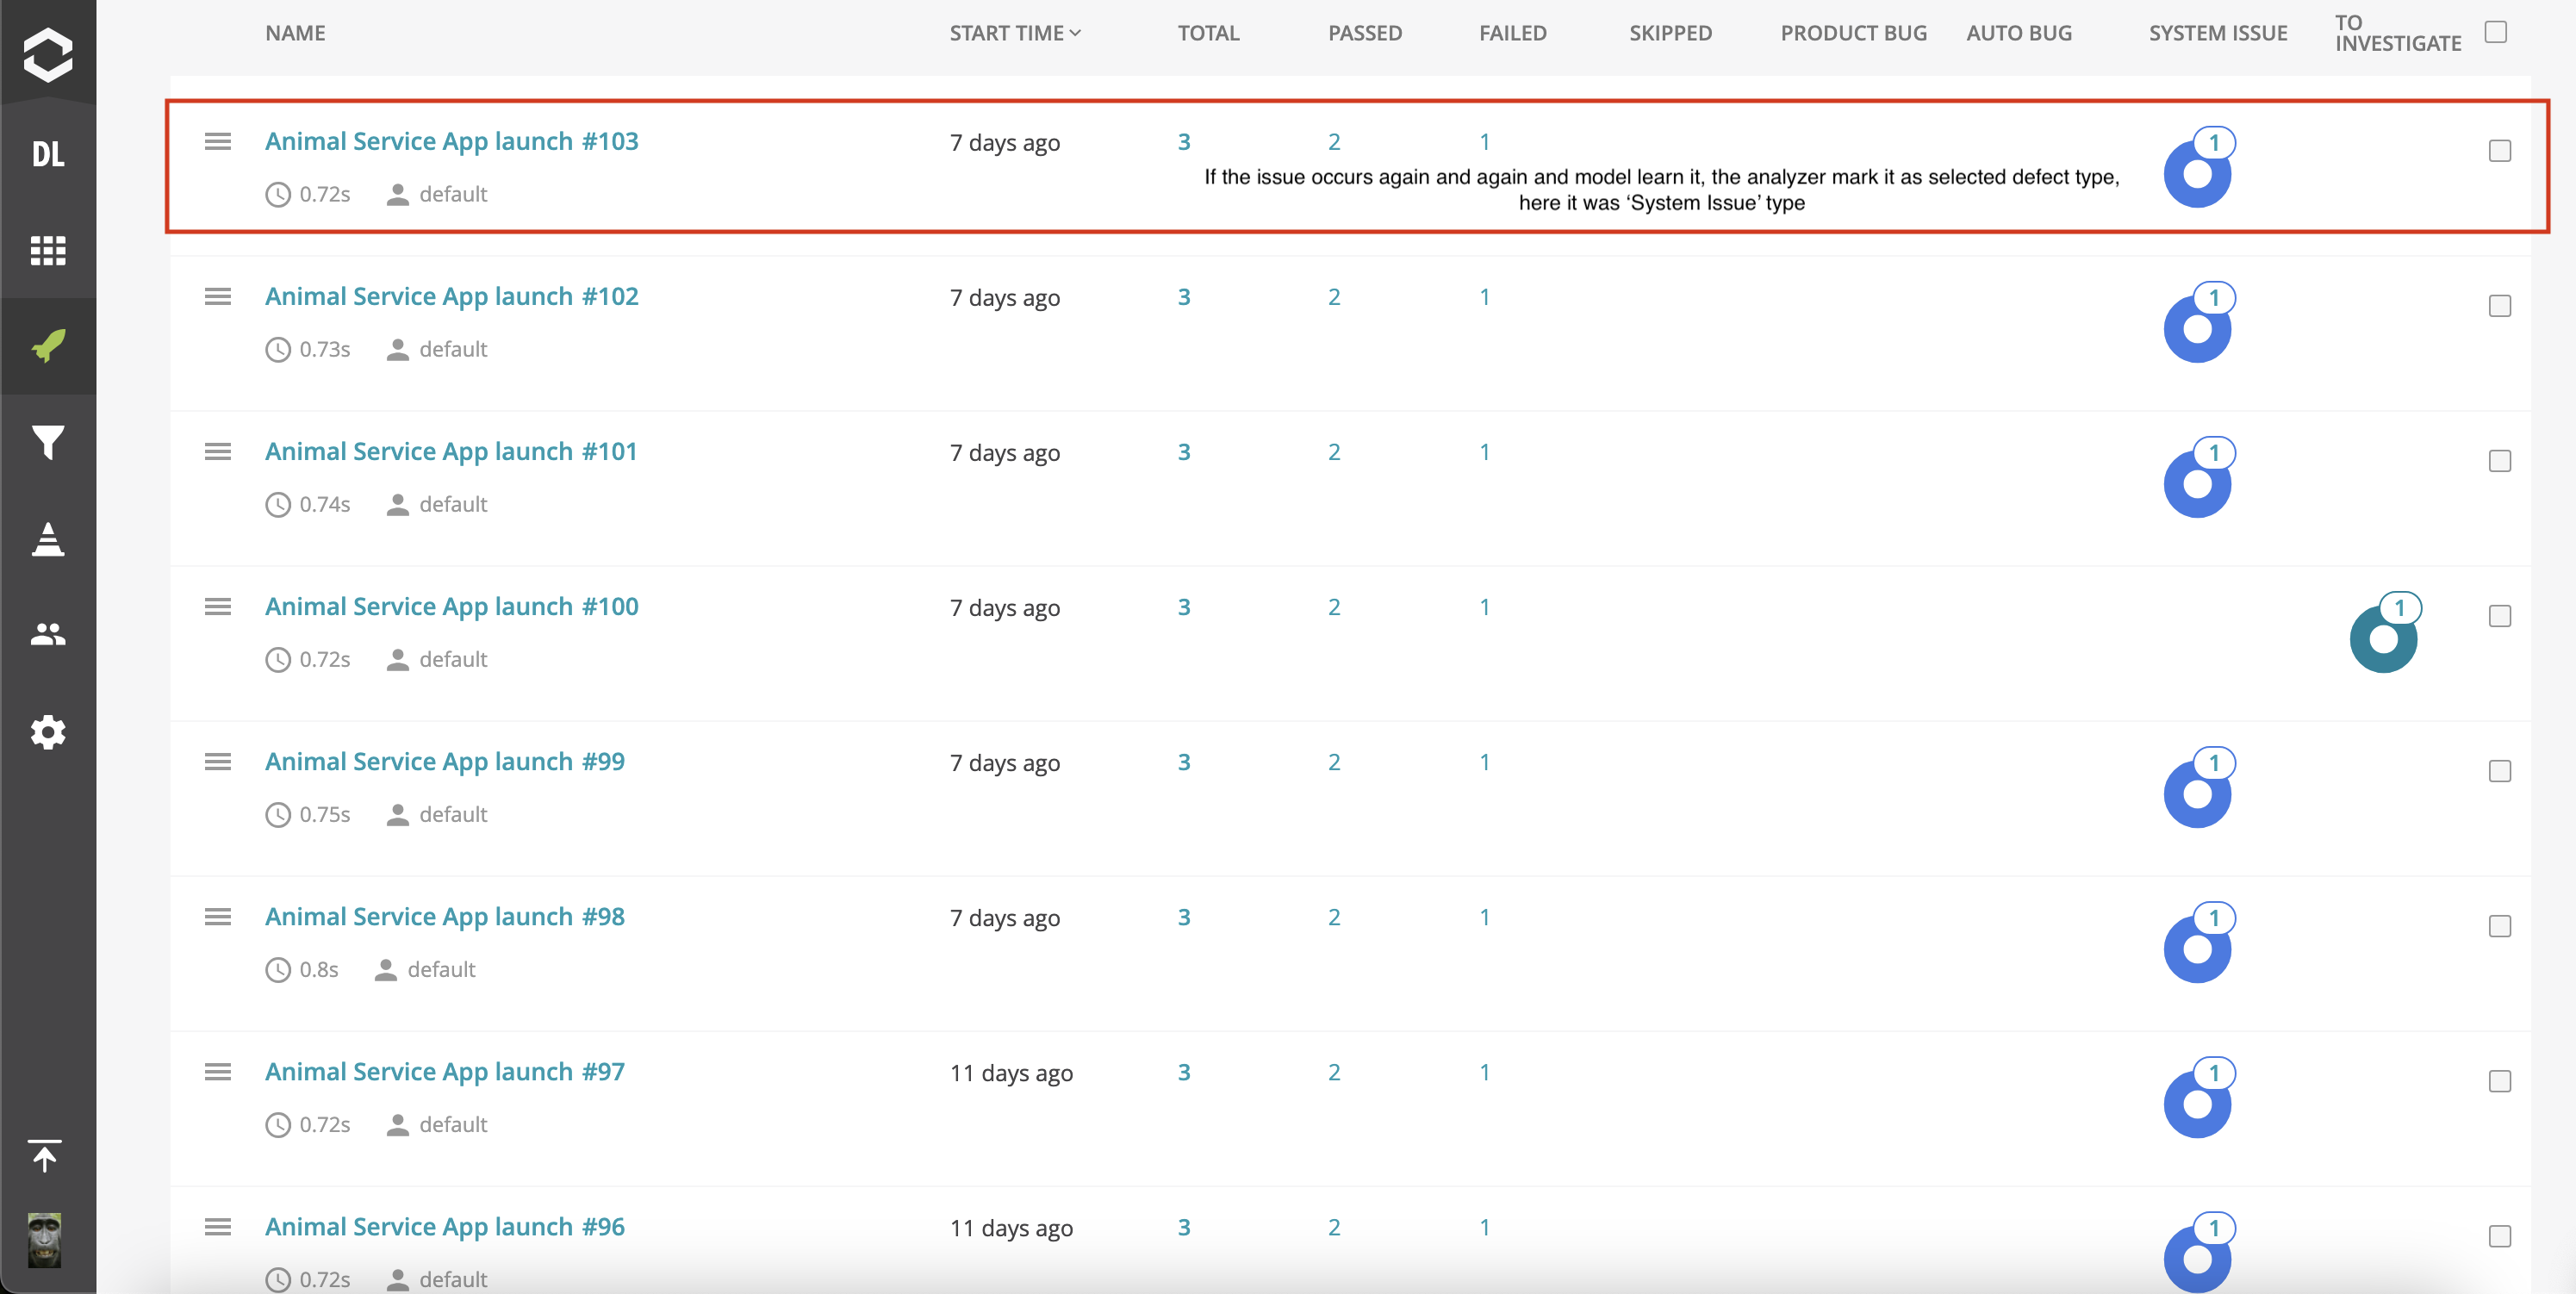 NAME START TIME TOTAL PASSED FAILED SKIPPED PRODUCT BUG AUTO BUG SYSTEM ISSUE TO INVESTIGATE
DL
Animal Service App launch #103 7 days ago 3 2 1 1
If the issue occurs again and again and model learn it, the analyzer mark it as selected defect type,
here it was ‘System Issue’ type
0.72s default
Animal Service App launch #102 7 days ago 3 2 1 1
0.73s default
Animal Service App launch #101 7 days ago 3 2 1 1
0.74s default
Animal Service App launch #100 7 days ago 3 2 1 1
0.72s default
Animal Service App launch #99 7 days ago 3 2 1 1
0.75s default
Animal Service App launch #98 7 days ago 3 2 1 1
0.8s default
Animal Service App launch #97 11 days ago 3 2 1 1
0.72s default
Animal Service App launch #96 11 days ago 3 2 1 1
0.72s default